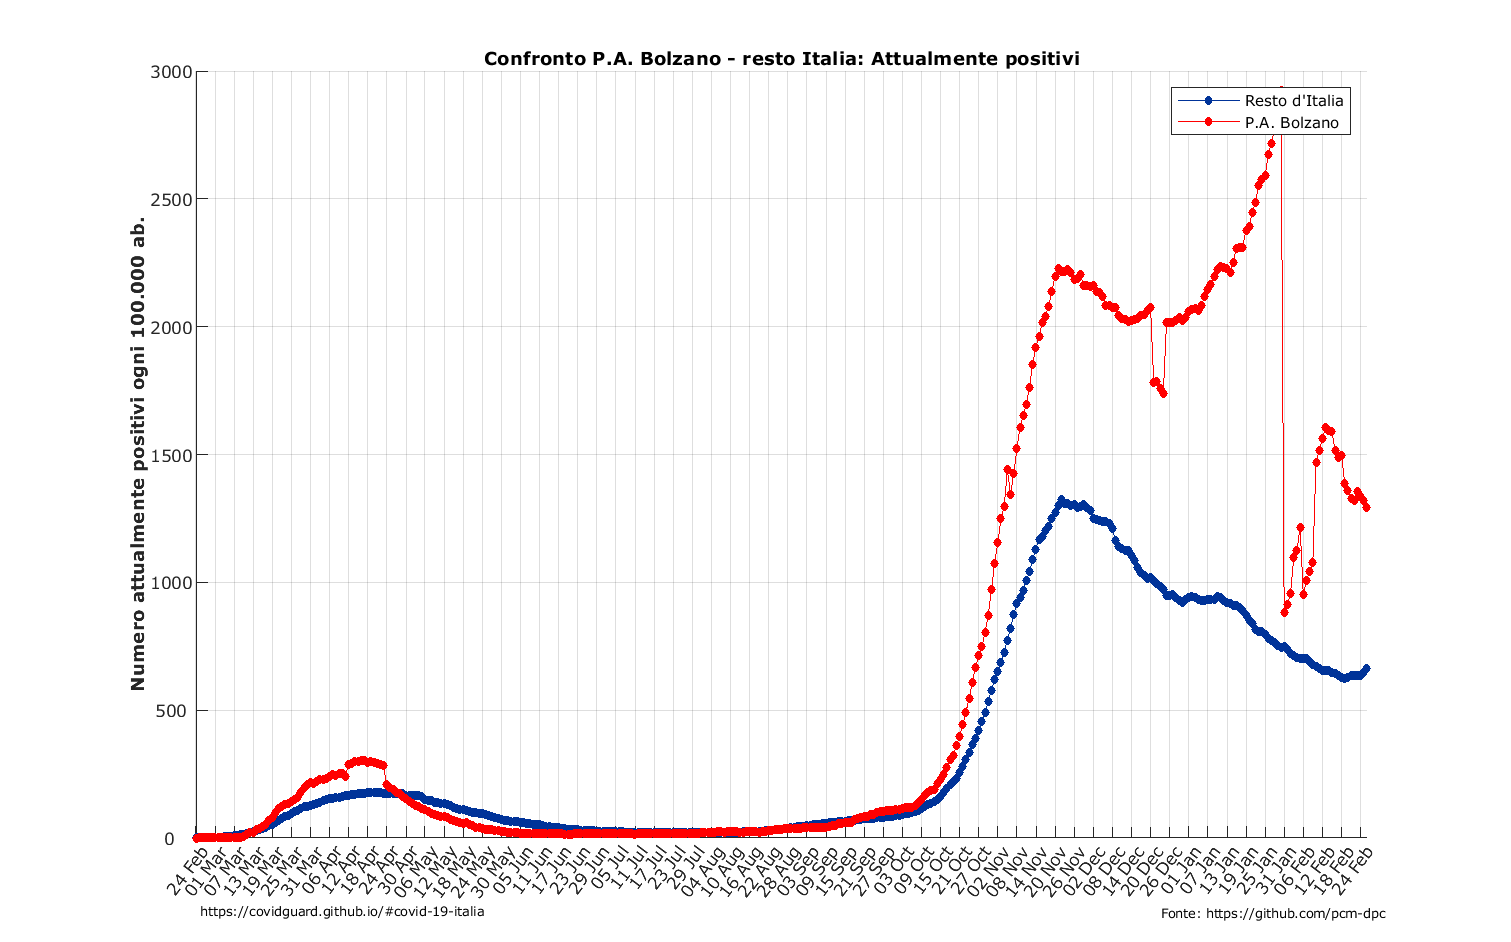 Confronto P.A. Bolzano - resto Italia: Attualmente positivi
Numero attualmente positivi ogni 100.000 ab.
3000
2500
2000
1500
1000
500
0
Resto d'Italia
P.A. Bolzano
24 Feb
01 Mar
07 Mar
13 Mar
19 Mar
25 Mar
31 Mar
06 Apr
12 Apr
18 Apr
24 Apr
30 Apr
06 May
12 May
18 May
24 May
30 May
05 Jun
11 Jun
17 Jun
23 Jun
29 Jun
05 Jul
11 Jul
17 Jul
23 Jul
29 Jul
04 Aug
10 Aug
16 Aug
22 Aug
28 Aug
03 Sep
09 Sep
15 Sep
21 Sep
27 Sep
03 Oct
09 Oct
15 Oct
21 Oct
27 Oct
02 Nov
08 Nov
14 Nov
20 Nov
26 Nov
02 Dec
08 Dec
14 Dec
20 Dec
26 Dec
01 Jan
07 Jan
13 Jan
19 Jan
25 Jan
31 Jan
06 Feb
12 Feb
18 Feb
24 Feb
https://covidguard.github.io/#covid-19-italia
Fonte: https://github.com/pcm-dpc